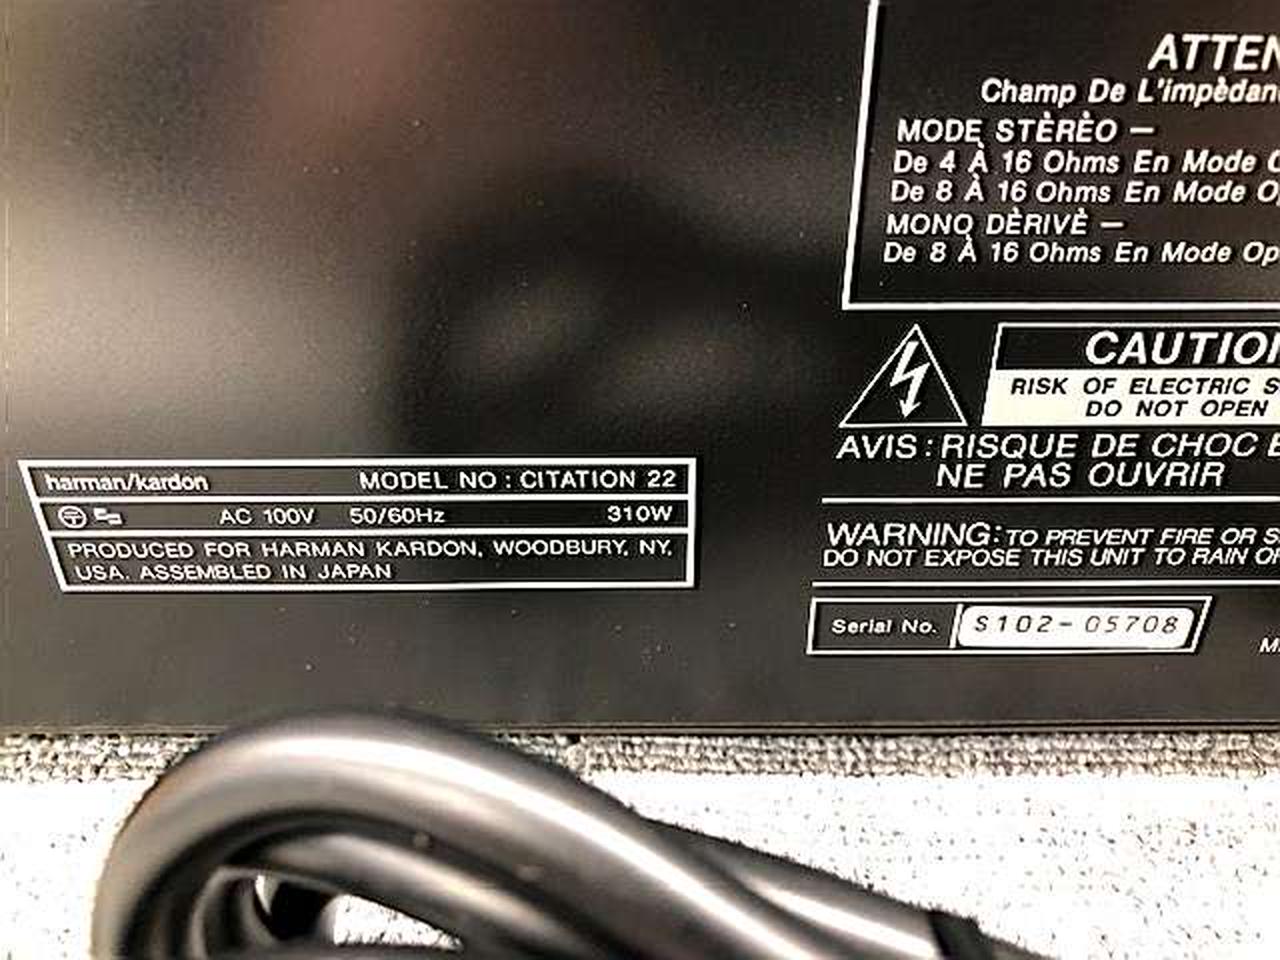 ATTEN
Champ De L'impèdan
MODE STÈRÈO —
De 4 À 16 Ohms En Mode
De 8 À 16 Ohms En Mode Op
MONO DÈRIVÈ —
De 8 À 16 Ohms En Mode Op
CAUTION
RISK OF ELECTRIC S
DO NOT OPEN
AVIS : RISQUE DE CHOC E
NE PAS OUVRIR
WARNING: TO PREVENT FIRE OR S
DO NOT EXPOSE THIS UNIT TO RAIN OR
Serial No. S102-05708
M
harman/kardon MODEL NO : CITATION 22
AC 100V 50/60Hz 310W
PRODUCED FOR HARMAN KARDON, WOODBURY, NY,
USA. ASSEMBLED IN JAPAN